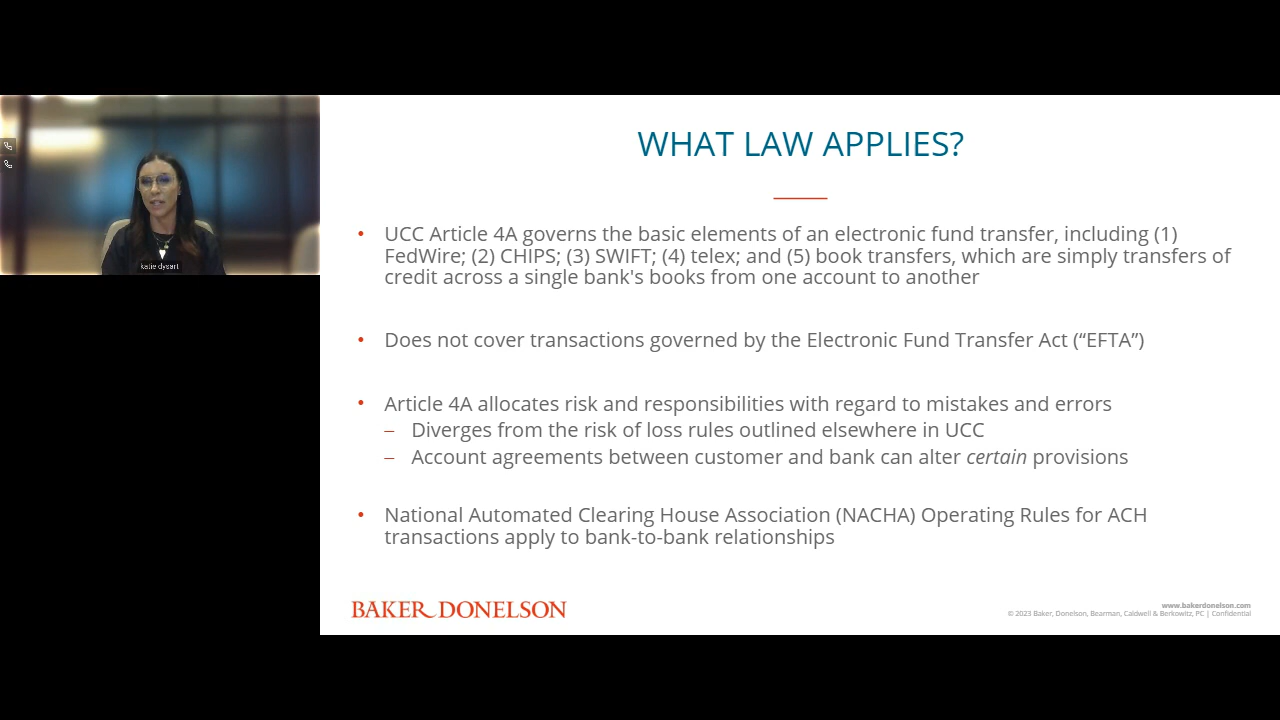 katie dysart
WHAT LAW APPLIES?
• UCC Article 4A governs the basic elements of an electronic fund transfer, including (1)
FedWire; (2) CHIPS; (3) SWIFT; (4) telex; and (5) book transfers, which are simply transfers of
credit across a single bank's books from one account to another
• Does not cover transactions governed by the Electronic Fund Transfer Act (“EFTA”)
• Article 4A allocates risk and responsibilities with regard to mistakes and errors
– Diverges from the risk of loss rules outlined elsewhere in UCC
– Account agreements between customer and bank can alter certain provisions
• National Automated Clearing House Association (NACHA) Operating Rules for ACH
transactions apply to bank-to-bank relationships
BAKER DONELSON
www.bakerdonelson.com
© 2023 Baker, Donelson, Bearman, Caldwell & Berkowitz, PC | Confidential